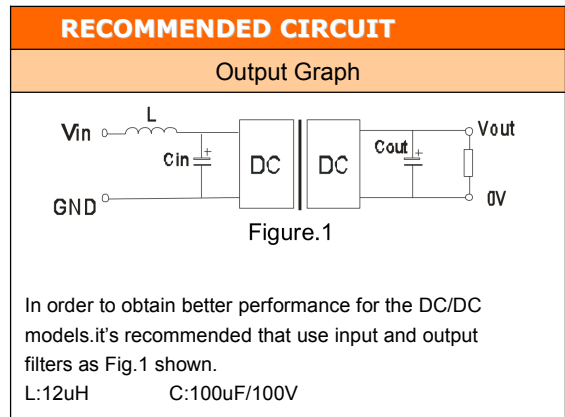 RECOMMENDED CIRCUIT
Output Graph
L
Vin
Vout
Cin
+
DC
DC
Cout
+
GND
0V
Figure.1
In order to obtain better performance for the DC/DC
models.it's recommended that use input and output
filters as Fig.1 shown.
L:12uH C:100uF/100V